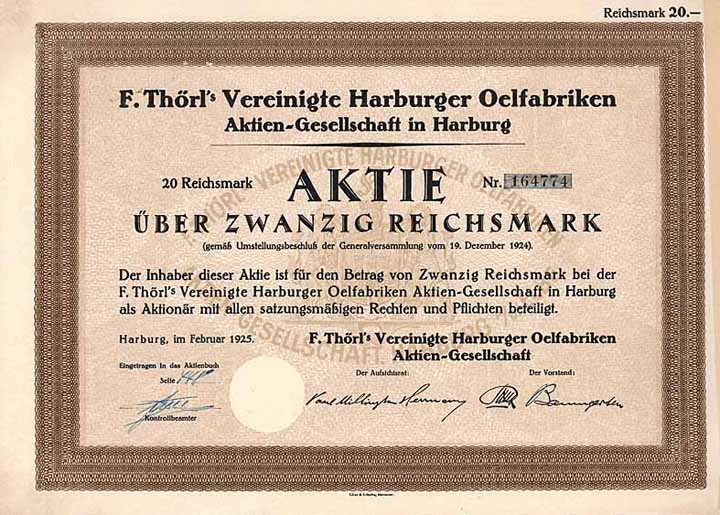 Reichsmark 20.—
F. Thörl's Vereinigte Harburger Oelfabriken
Aktien-Gesellschaft in Harburg
20 Reichsmark AKTIE Nr. 164774
ÜBER ZWANZIG REICHSMARK
(gemäß Umstellungsbeschluß der Generalversammlung vom 19. Dezember 1924).
Der Inhaber dieser Aktie ist für den Betrag von Zwanzig Reichsmark bei der
F. Thörl's Vereinigte Harburger Oelfabriken Aktien-Gesellschaft in Harburg
als Aktionär mit allen satzungsmäßigen Rechten und Pflichten beteiligt.
Harburg, im Februar 1925.
F. Thörl's Vereinigte Harburger Oelfabriken
Aktien-Gesellschaft
Eingetragen in das Aktienbuch
Seite
Kontrollbeamter
Der Aufsichtsrat:
Der Vorstand: